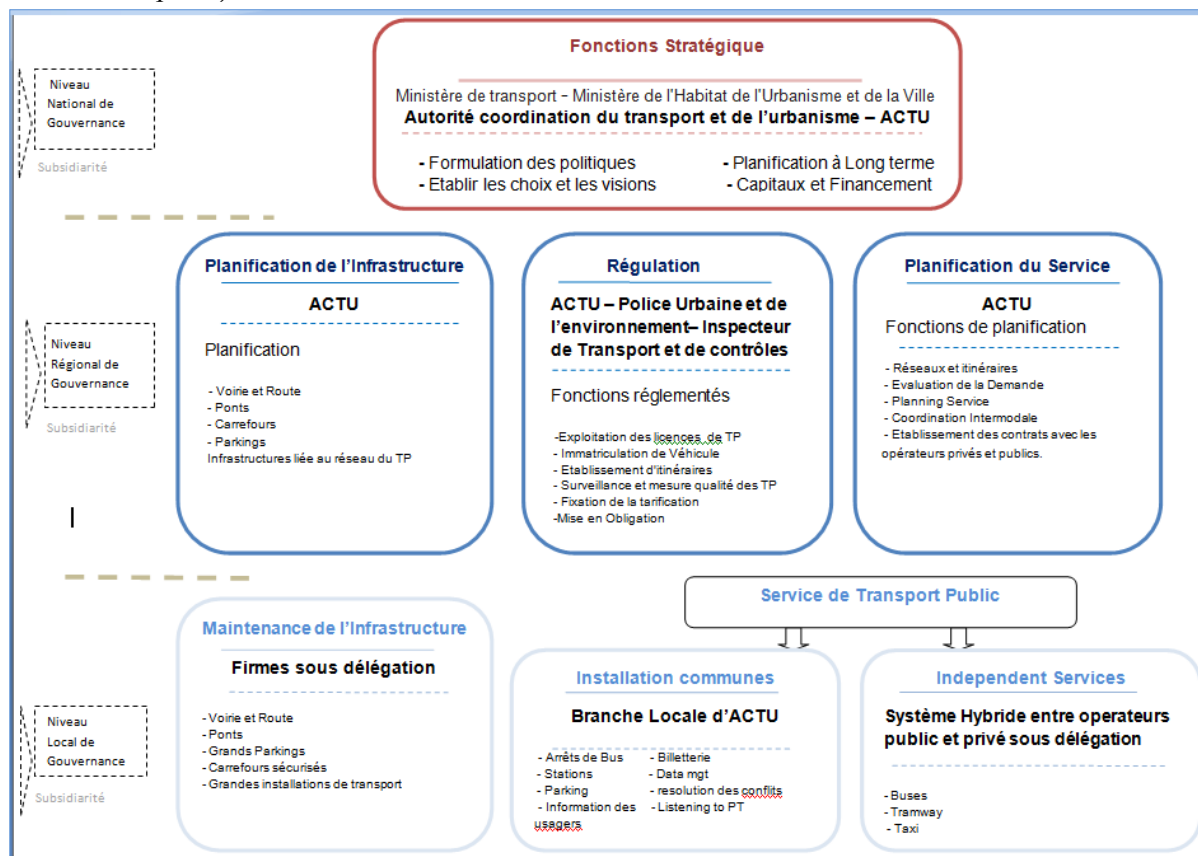 Fonctions Stratégique
Ministère de transport – Ministère de l'Habitat de l'Urbanisme et de la Ville
Autorité coordination du transport et de l'urbanisme – ACTU
- Formulation des politiques
- Etablir les choix et les visions
- Planification à Long terme
- Capitaux et Financement
Niveau
National de
Gouvernance
Subsidiarité
Planification de l'Infrastructure
ACTU
Planification
- Voirie et Route
- Ponts
- Carrefours
- Parkings
Infrastructures liée au réseau du TP
Régulation
ACTU – Police Urbaine et de
l'environnement– Inspecteur
de Transport et de contrôles
Fonctions réglementés
-Exploitation des licences de TP
- Immatriculation de Véhicule
- Etablissement d'itinéraires
- Surveillance et mesure qualité des TP
- Fixation de la tarification
-Mise en Obligation
Planification du Service
ACTU
Fonctions de planification
- Réseaux et itinéraires
- Evaluation de la Demande
- Planning Service
- Coordination Intermodale
- Etablissement des contrats avec les
opérateurs privés et publics.
Niveau
Régional de
Gouvernance
Subsidiarité
Service de Transport Public
Maintenance de l'Infrastructure
Firmes sous délégation
- Voirie et Route
- Ponts
- Grands Parkings
- Carrefours sécurisés
- Grandes installations de transport
Installation communes
Branche Locale d'ACTU
- Arrêts de Bus
- Stations
- Parking
- Information des
usagers
- Billetterie
- Data mgt
- resolution des conflits
- Listening to PT
Independent Services
Système Hybride entre operateurs
public et privé sous délégation
- Buses
- Tramway
- Taxi
Niveau
Local de
Gouvernance
Subsidiarité